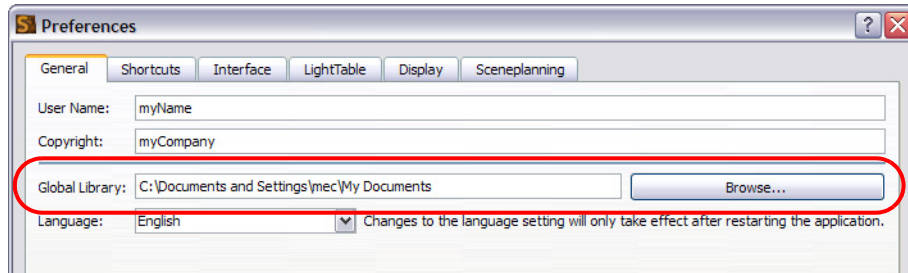 Preferences
General Shortcuts Interface LightTable Display Sceneplanning
User Name: myName
Copyright: myCompany
Global Library: C:\Documents and Settings\mec\My Documents Browse...
Language: English Changes to the language setting will only take effect after restarting the application.